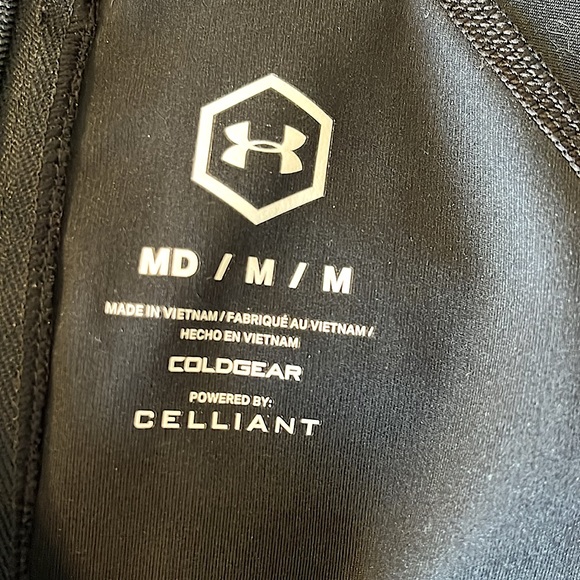 MD / M / M
MADE IN VIETNAM / FABRIQUÉ AU VIETNAM /
HECHO EN VIETNAM
COLDGEAR
POWERED BY:
CELLIANT